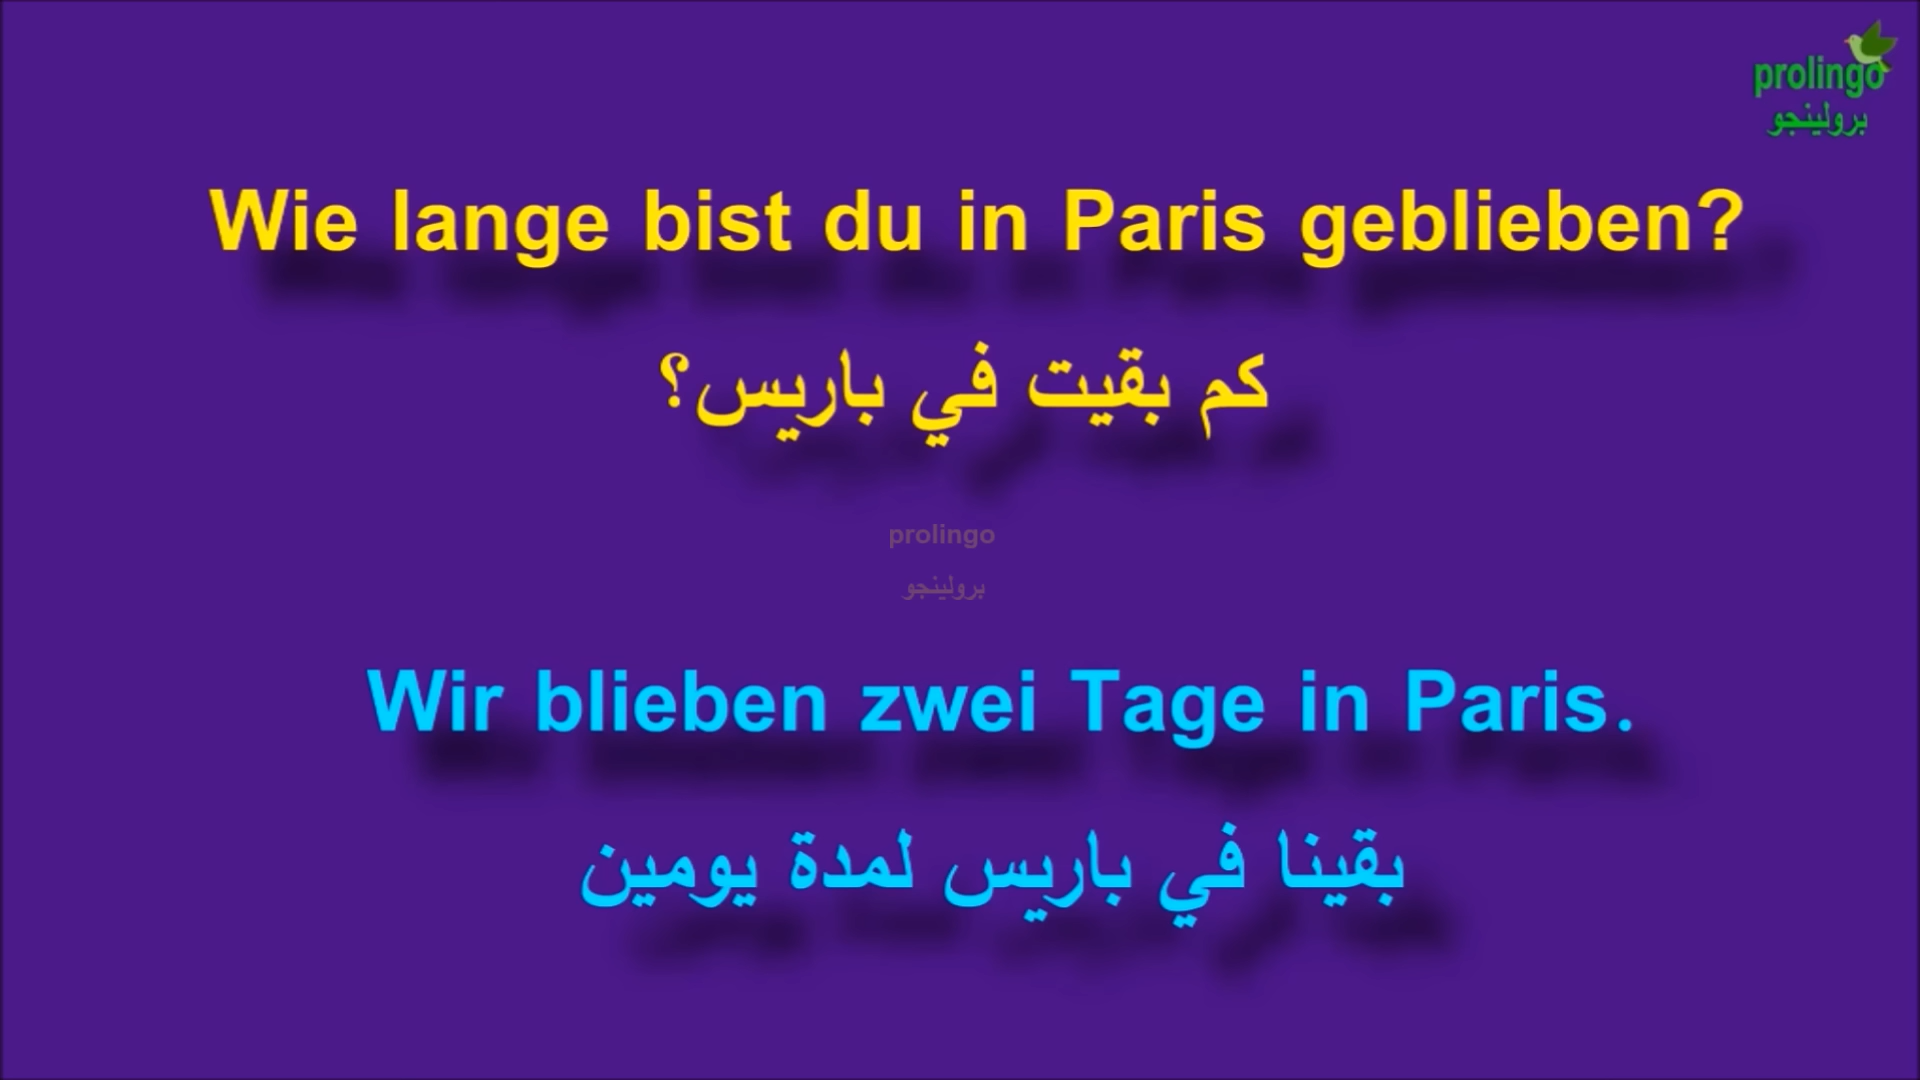 prolingo
برولينجو
Wie lange bist du in Paris geblieben?
كم بقيت في باريس؟
prolingo
برولينجو
Wir blieben zwei Tage in Paris.
بقينا في باريس لمدة يومين